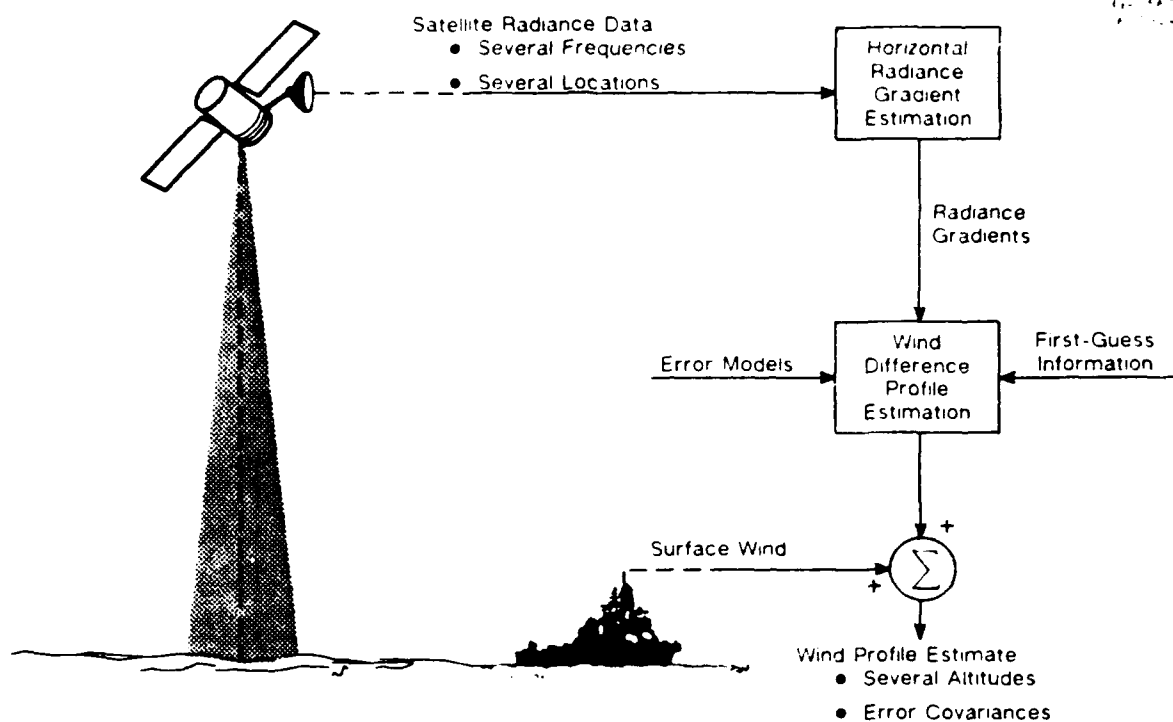 Satellite Radiance Data
● Several Frequencies
● Several Locations
Horizontal
Radiance
Gradient
Estimation
Radiance
Gradients
Error Models
Wind
Difference
Profile
Estimation
First-Guess
Information
+
Surface Wind
+
Σ
Wind Profile Estimate
● Several Altitudes
● Error Covariances